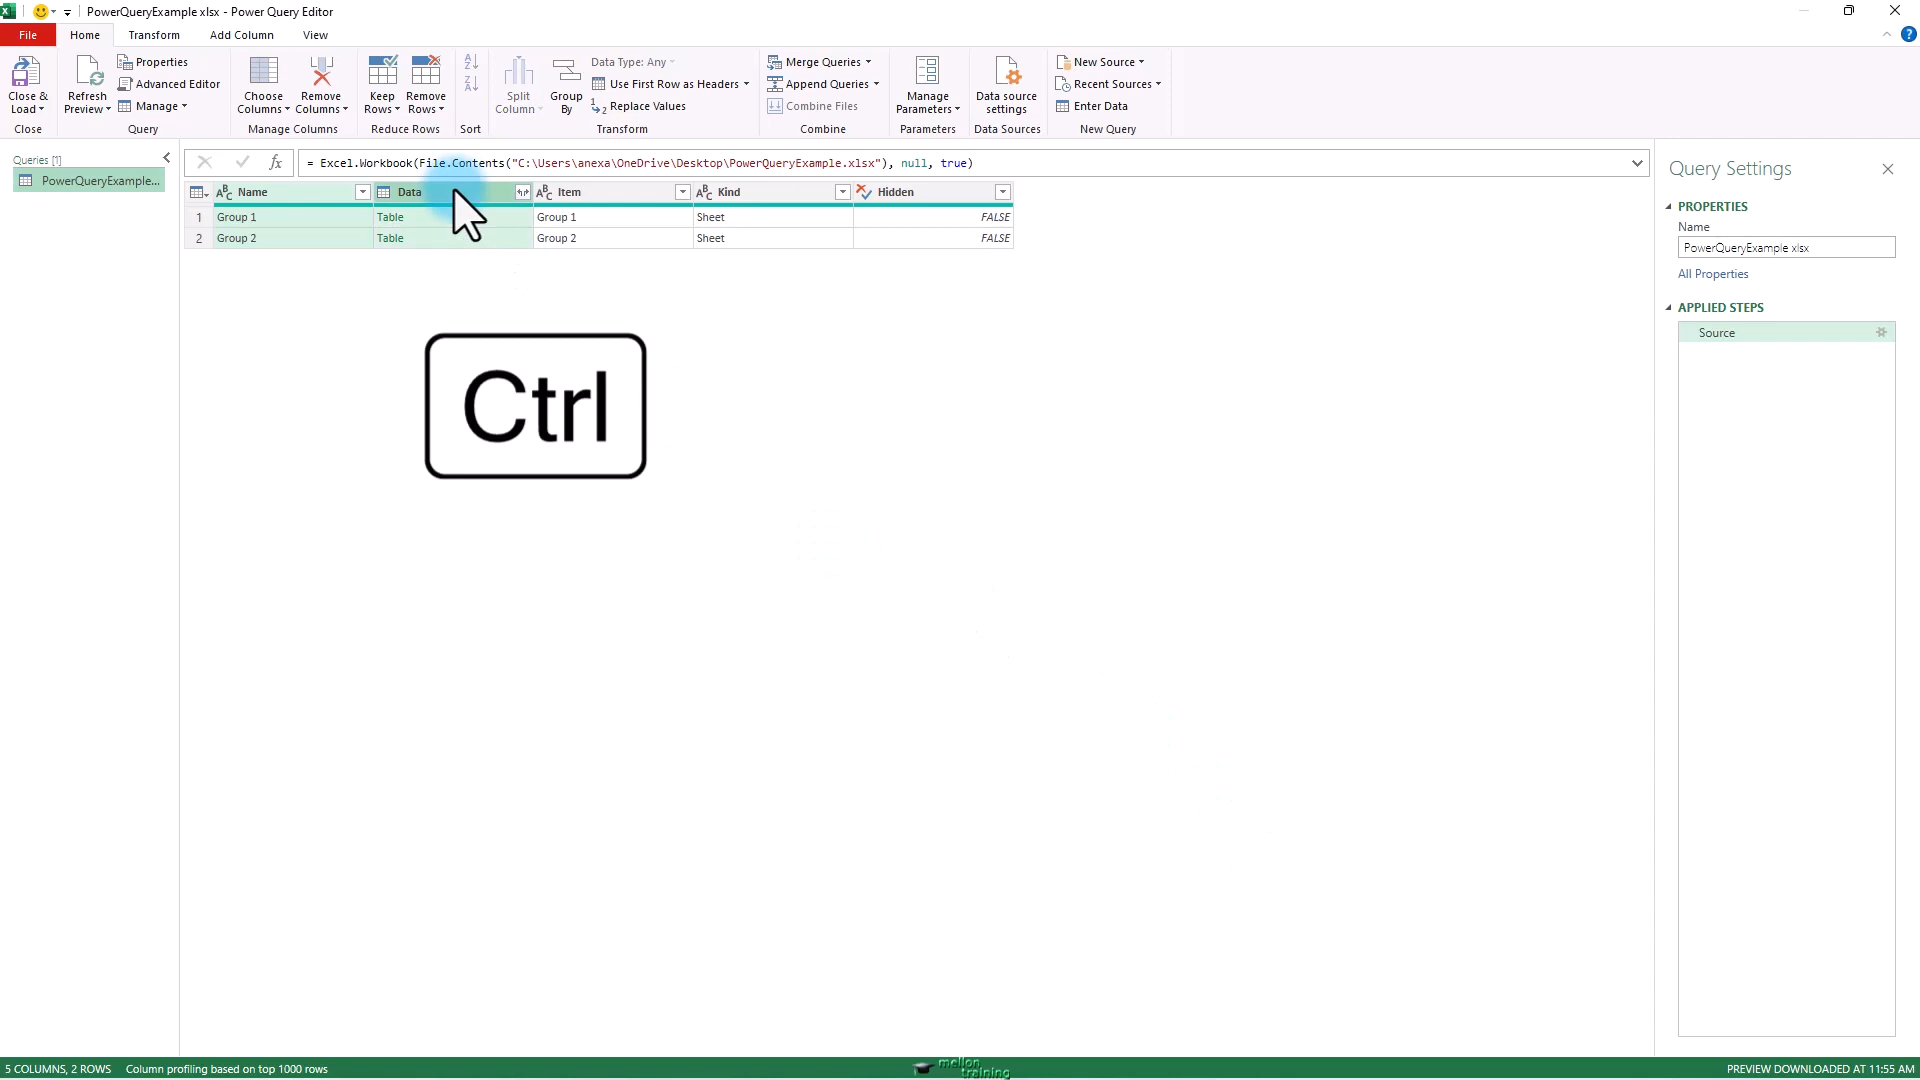 PowerQueryExample xlsx - Power Query Editor
File
Home
Transform
Add Column
View
Close & Load
Close
Refresh Preview
Properties
Advanced Editor
Manage
Query
Choose Columns
Remove Columns
Manage Columns
Keep Rows
Remove Rows
Reduce Rows
Sort
Split Column
Group By
Data Type: Any
Use First Row as Headers
Replace Values
Transform
Merge Queries
Append Queries
Combine Files
Combine
Manage Parameters
Parameters
Data source settings
Data Sources
New Source
Recent Sources
Enter Data
New Query
Queries [1]
PowerQueryExample...
= Excel.Workbook(File.Contents("C:\Users\anexa\OneDrive\Desktop\PowerQueryExample.xlsx"), null, true)
Name Data Item Kind Hidden
1 Group 1 Table Group 1 Sheet FALSE
2 Group 2 Table Group 2 Sheet FALSE
Ctrl
Query Settings
PROPERTIES
Name
PowerQueryExample xlsx
All Properties
APPLIED STEPS
Source
5 COLUMNS, 2 ROWS
Column profiling based on top 1000 rows
mellon
training
PREVIEW DOWNLOADED AT 11:55 AM